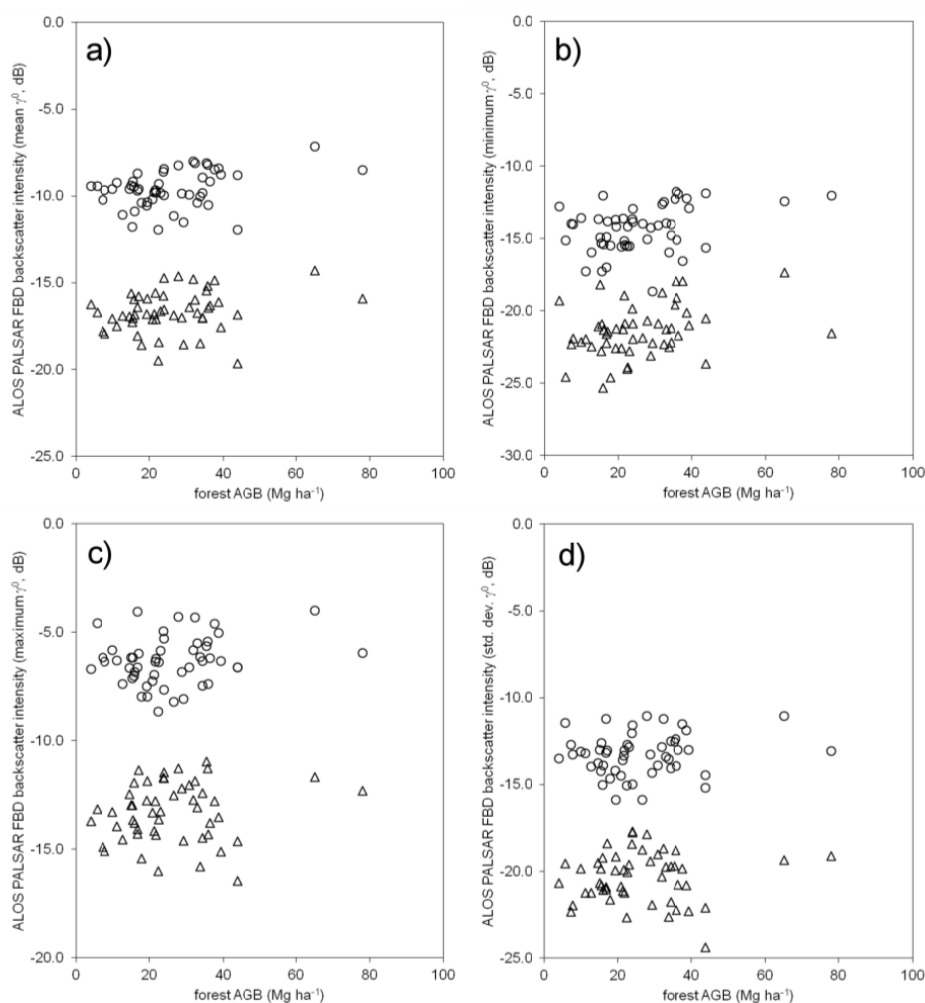 a)
ALOS PALSAR FBD backscatter intensity (mean γ⁰, dB)
0.0
-5.0
-10.0
-15.0
-20.0
-25.0
0 20 40 60 80 100
forest AGB (Mg ha⁻¹)
b)
ALOS PALSAR FBD backscatter intensity (minimum γ⁰, dB)
0.0
-5.0
-10.0
-15.0
-20.0
-25.0
-30.0
0 20 40 60 80 100
forest AGB (Mg ha⁻¹)
c)
ALOS PALSAR FBD backscatter intensity (maximum γ⁰, dB)
0.0
-5.0
-10.0
-15.0
-20.0
0 20 40 60 80 100
forest AGB (Mg ha⁻¹)
d)
ALOS PALSAR FBD backscatter intensity (std. dev. γ⁰, dB)
0.0
-5.0
-10.0
-15.0
-20.0
-25.0
0 20 40 60 80 100
forest AGB (Mg ha⁻¹)